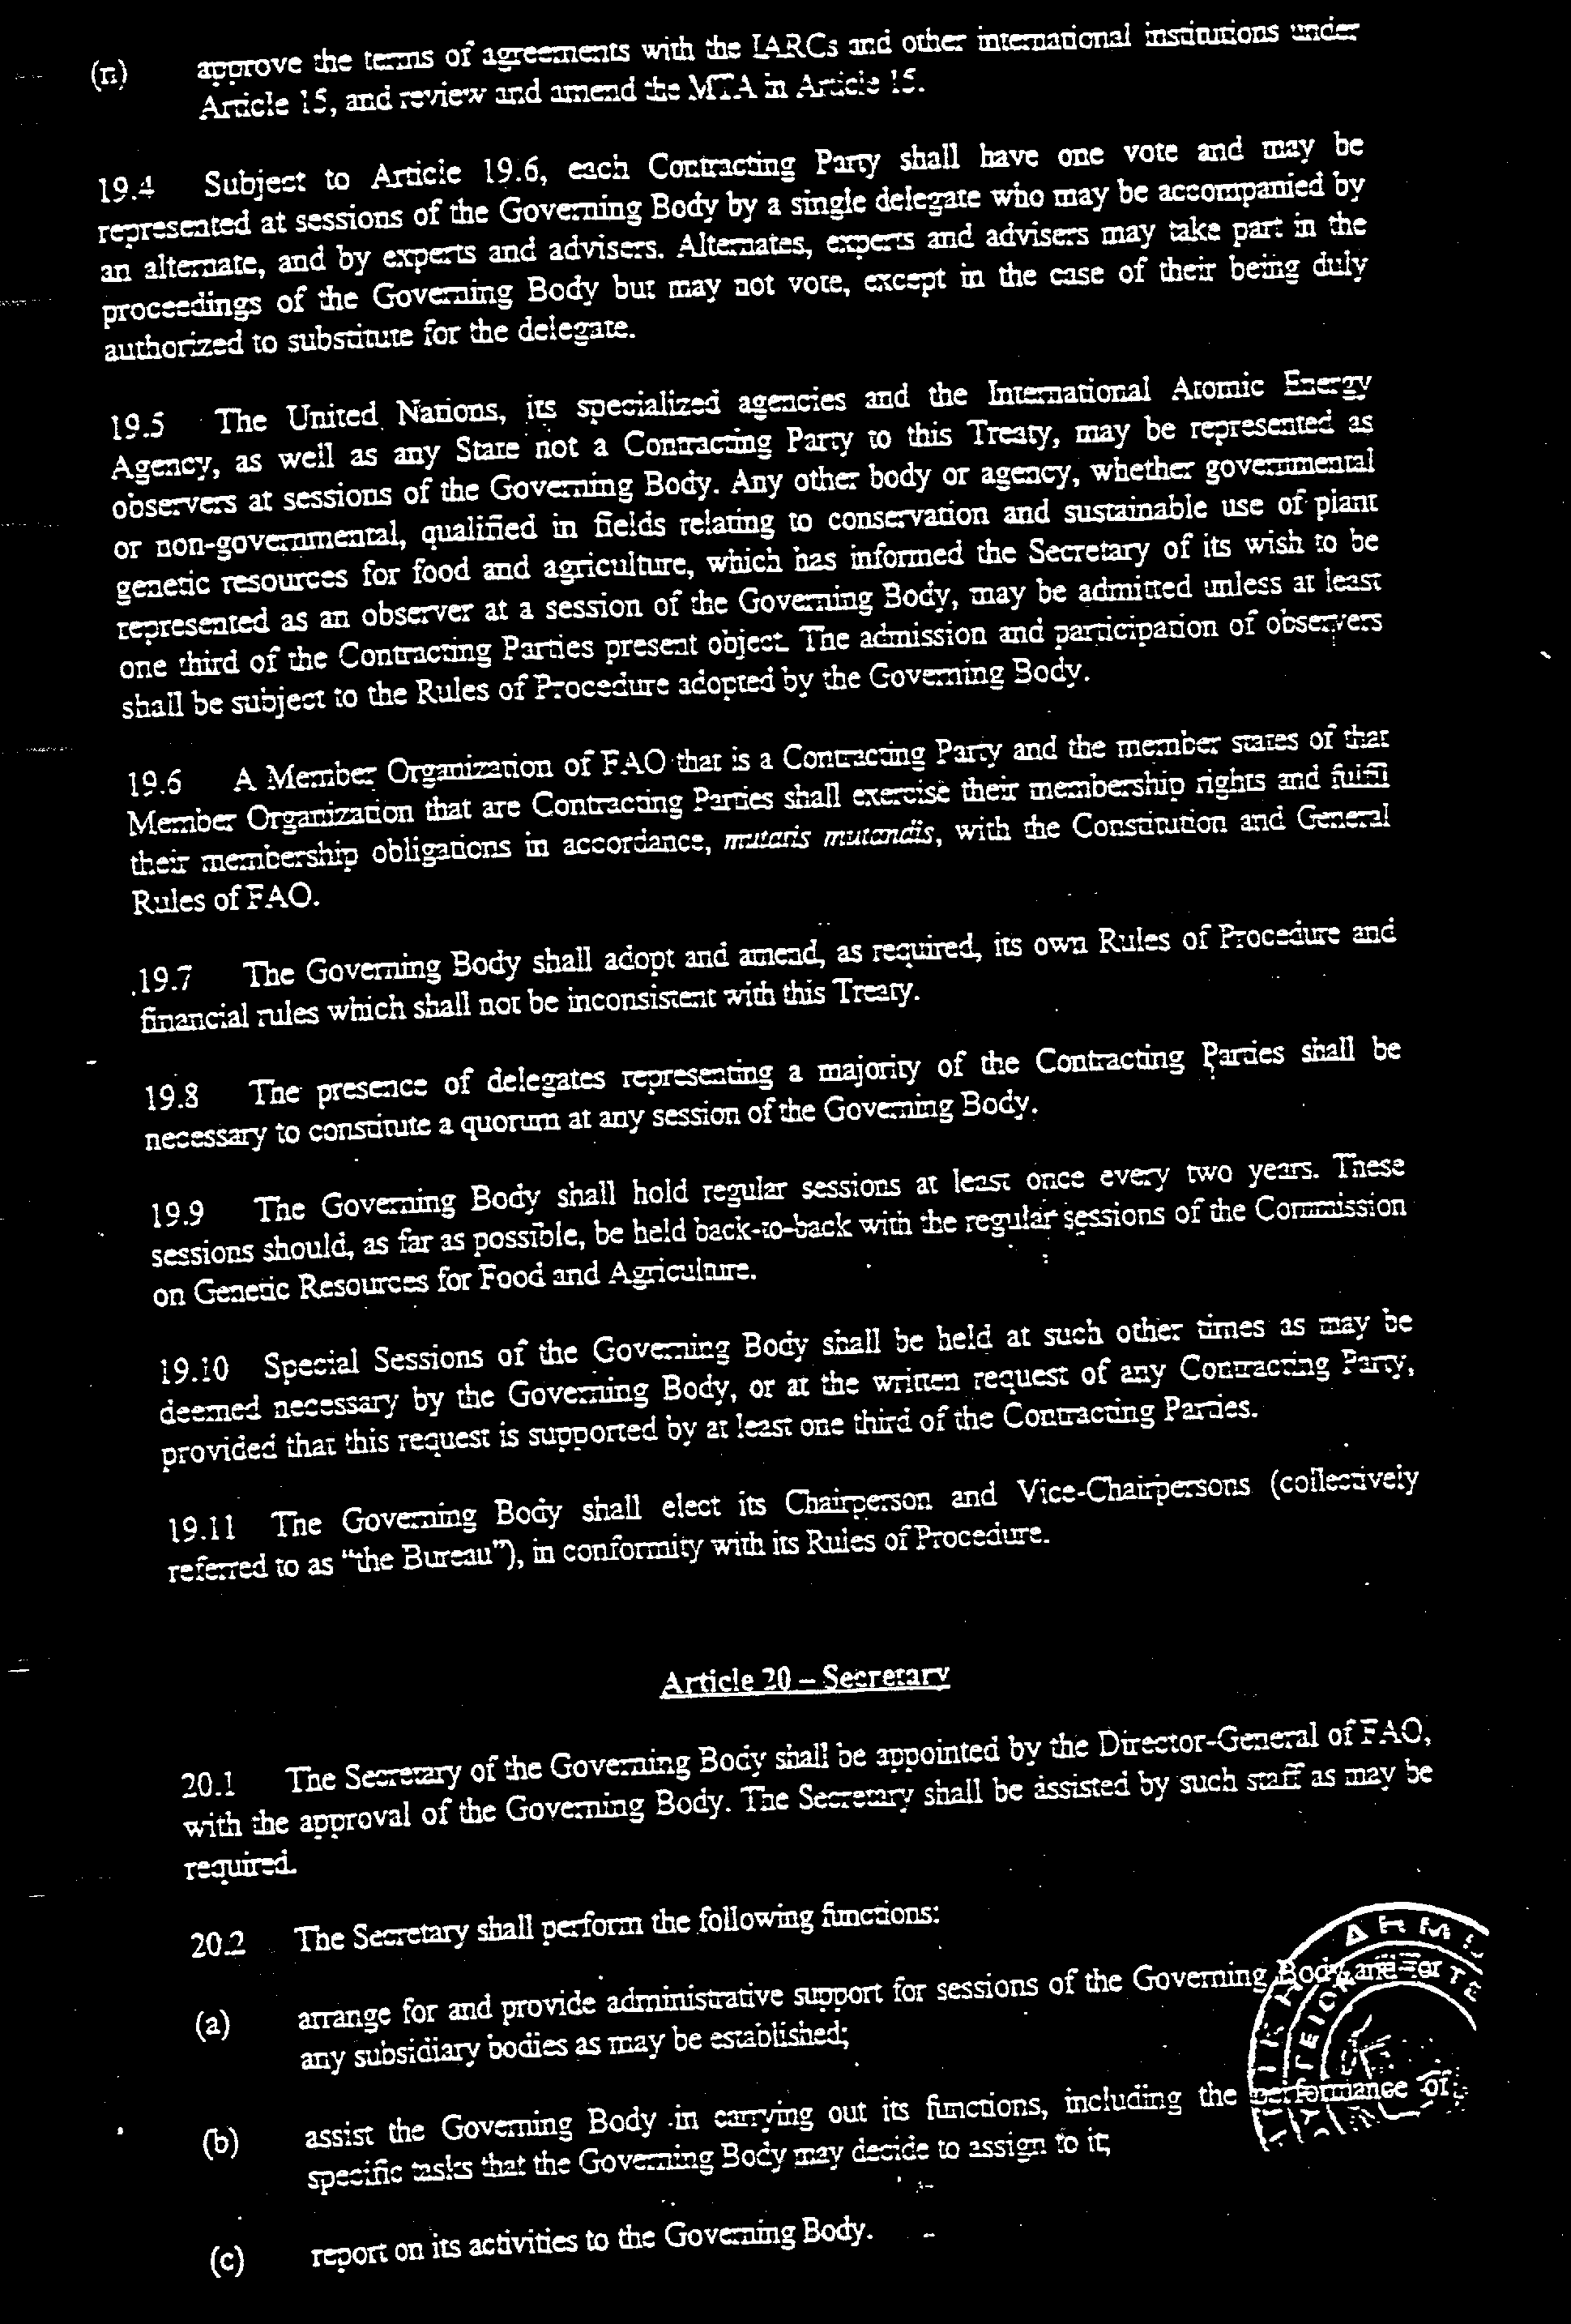 (n) approve the terms of agreements with the IARCs and other international institutions under
Article 15, and review and amend the MTA in Article 15.
19.4 Subject to Article 19.6, each Contracting Party shall have one vote and may be
represented at sessions of the Governing Body by a single delegate who may be accompanied by
an alternate, and by experts and advisers. Alternates, experts and advisers may take part in the
proceedings of the Governing Body but may not vote, except in the case of their being duly
authorized to substitute for the delegate.
19.5 The United Nations, its specialized agencies and the International Atomic Energy
Agency, as well as any State not a Contracting Party to this Treaty, may be represented as
observers at sessions of the Governing Body. Any other body or agency, whether governmental
or non-governmental, qualified in fields relating to conservation and sustainable use of plant
genetic resources for food and agriculture, which has informed the Secretary of its wish to be
represented as an observer at a session of the Governing Body, may be admitted unless at least
one third of the Contracting Parties present object. The admission and participation of observers
shall be subject to the Rules of Procedure adopted by the Governing Body.
19.6 A Member Organization of FAO that is a Contracting Party and the member states of that
Member Organization that are Contracting Parties shall exercise their membership rights and fulfil
their membership obligations in accordance, mutatis mutandis, with the Constitution and General
Rules of FAO.
19.7 The Governing Body shall adopt and amend, as required, its own Rules of Procedure and
financial rules which shall not be inconsistent with this Treaty.
19.8 The presence of delegates representing a majority of the Contracting Parties shall be
necessary to constitute a quorum at any session of the Governing Body.
19.9 The Governing Body shall hold regular sessions at least once every two years. These
sessions should, as far as possible, be held back-to-back with the regular sessions of the Commission
on Genetic Resources for Food and Agriculture.
19.10 Special Sessions of the Governing Body shall be held at such other times as may be
deemed necessary by the Governing Body, or at the written request of any Contracting Party,
provided that this request is supported by at least one third of the Contracting Parties.
19.11 The Governing Body shall elect its Chairperson and Vice-Chairpersons (collectively
referred to as “the Bureau”), in conformity with its Rules of Procedure.
Article 20 – Secretary
20.1 The Secretary of the Governing Body shall be appointed by the Director-General of FAO,
with the approval of the Governing Body. The Secretary shall be assisted by such staff as may be
required.
20.2 The Secretary shall perform the following functions:
(a) arrange for and provide administrative support for sessions of the Governing Body and for
any subsidiary bodies as may be established;
(b) assist the Governing Body in carrying out its functions, including the performance of
specific tasks that the Governing Body may decide to assign to it;
(c) report on its activities to the Governing Body.